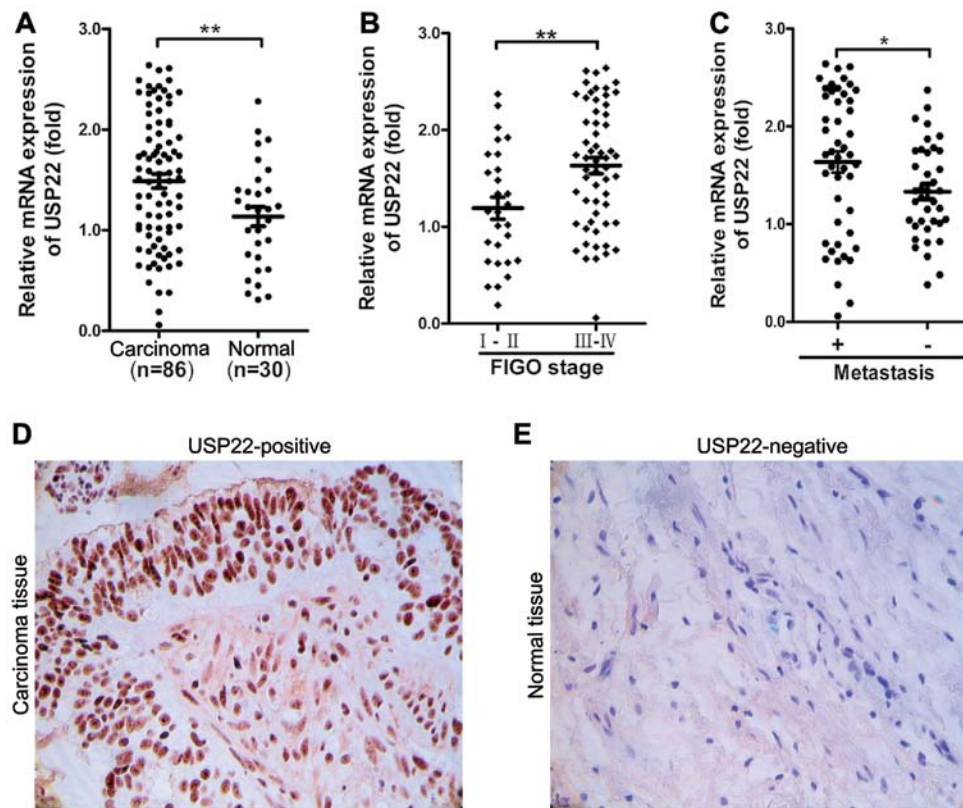 A
Relative mRNA expression
of USP22 (fold)
3.0
2.0
1.0
0.0
**
Carcinoma Normal
(n=86) (n=30)
B
Relative mRNA expression
of USP22 (fold)
3.0
2.0
1.0
0.0
**
I - II III-IV
FIGO stage
C
Relative mRNA expression
of USP22 (fold)
3.0
2.0
1.0
0.0
*
+ -
Metastasis
D
USP22-positive
Carcinoma tissue
E
USP22-negative
Normal tissue